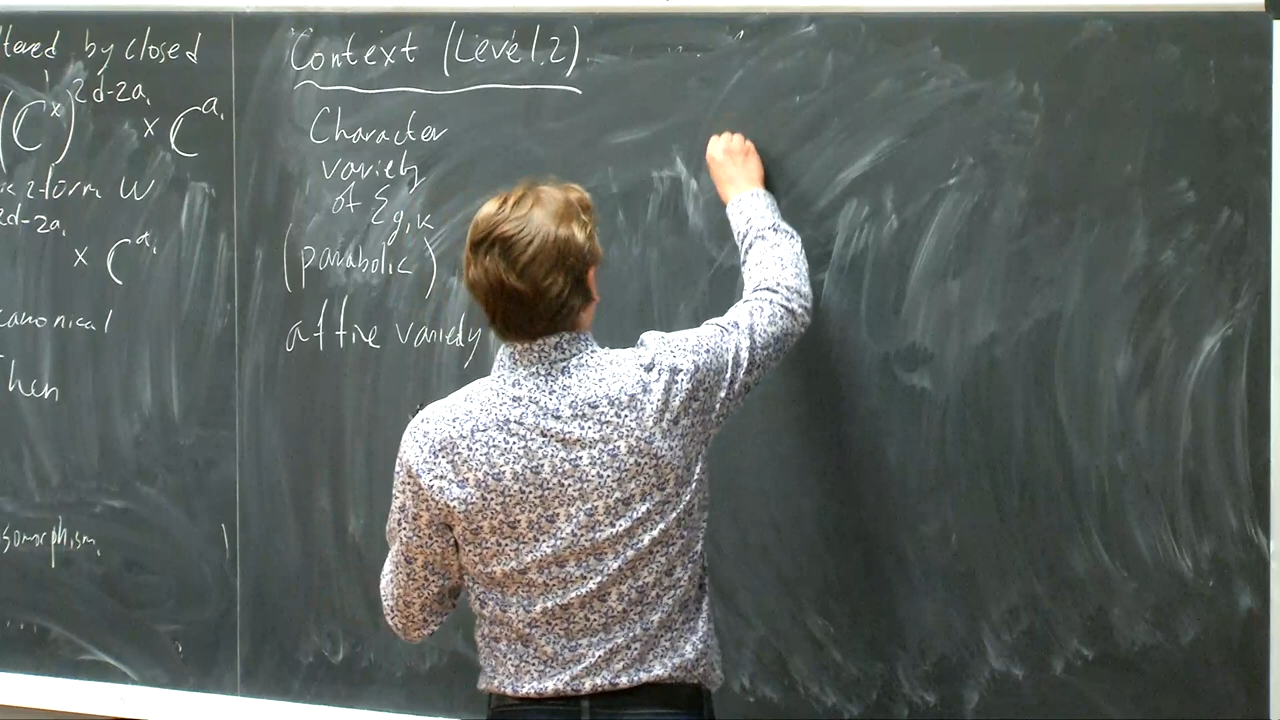 tered by closed
(C^x)^{2d-2a_i} × C^{a_i}
2-form W
2d-2a_i
× C^{a_i}
canonical
Then
somorphism.
Context (Level 2)
Character
variety
of Σ_{g,k}
(parabolic)
affine variety